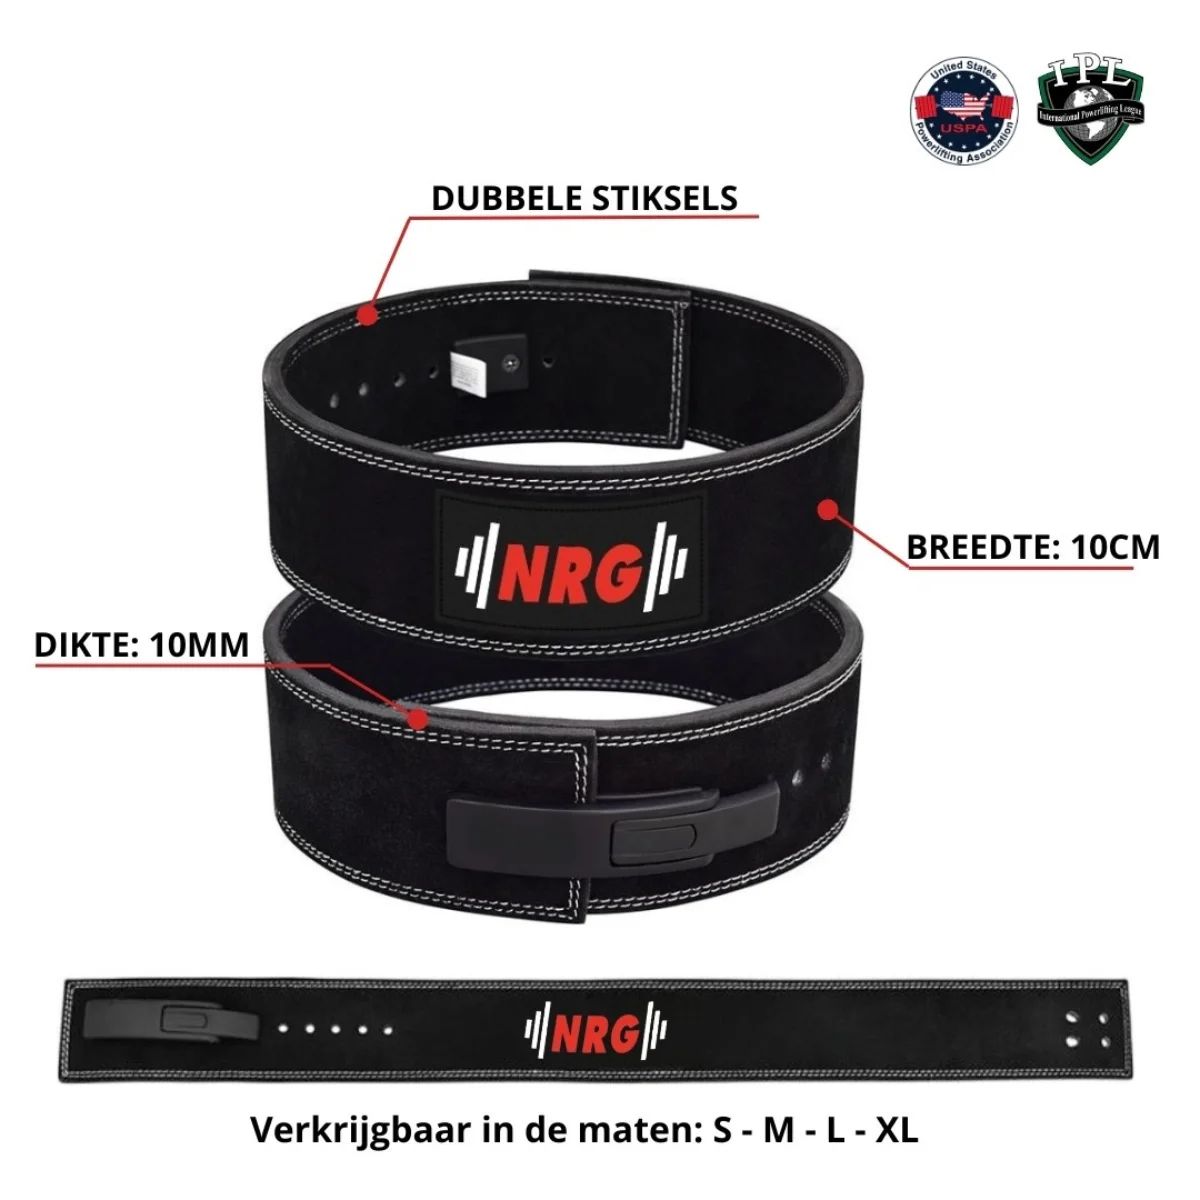 United States
USPA
Powerlifting Association
IPL
International Powerlifting League
DUBBELE STIKSELS
NRG
BREEDTE: 10CM
DIKTE: 10MM
NRG
Verkrijgbaar in de maten: S - M - L - XL